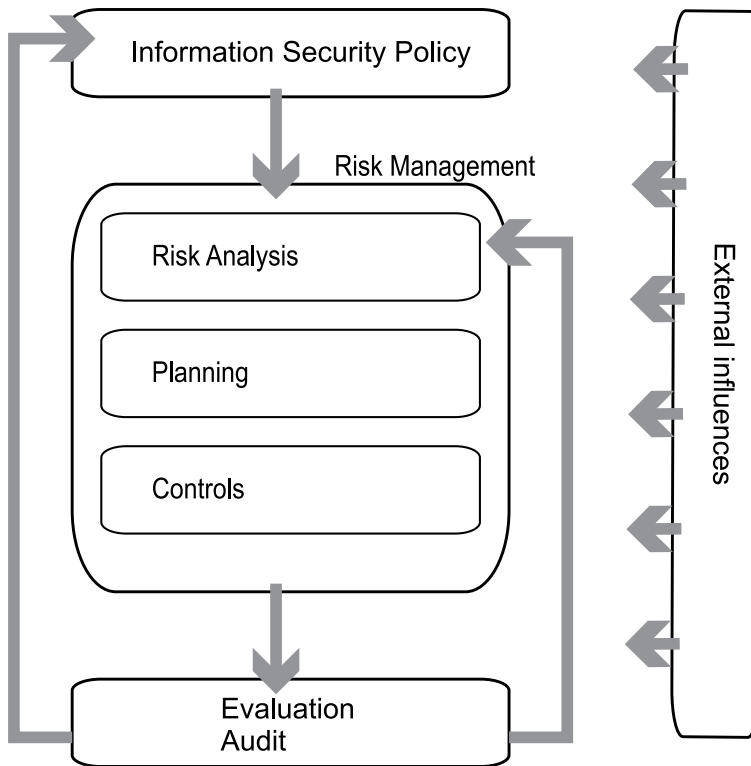 Information Security Policy
Risk Management
Risk Analysis
Planning
Controls
Evaluation
Audit
External influences